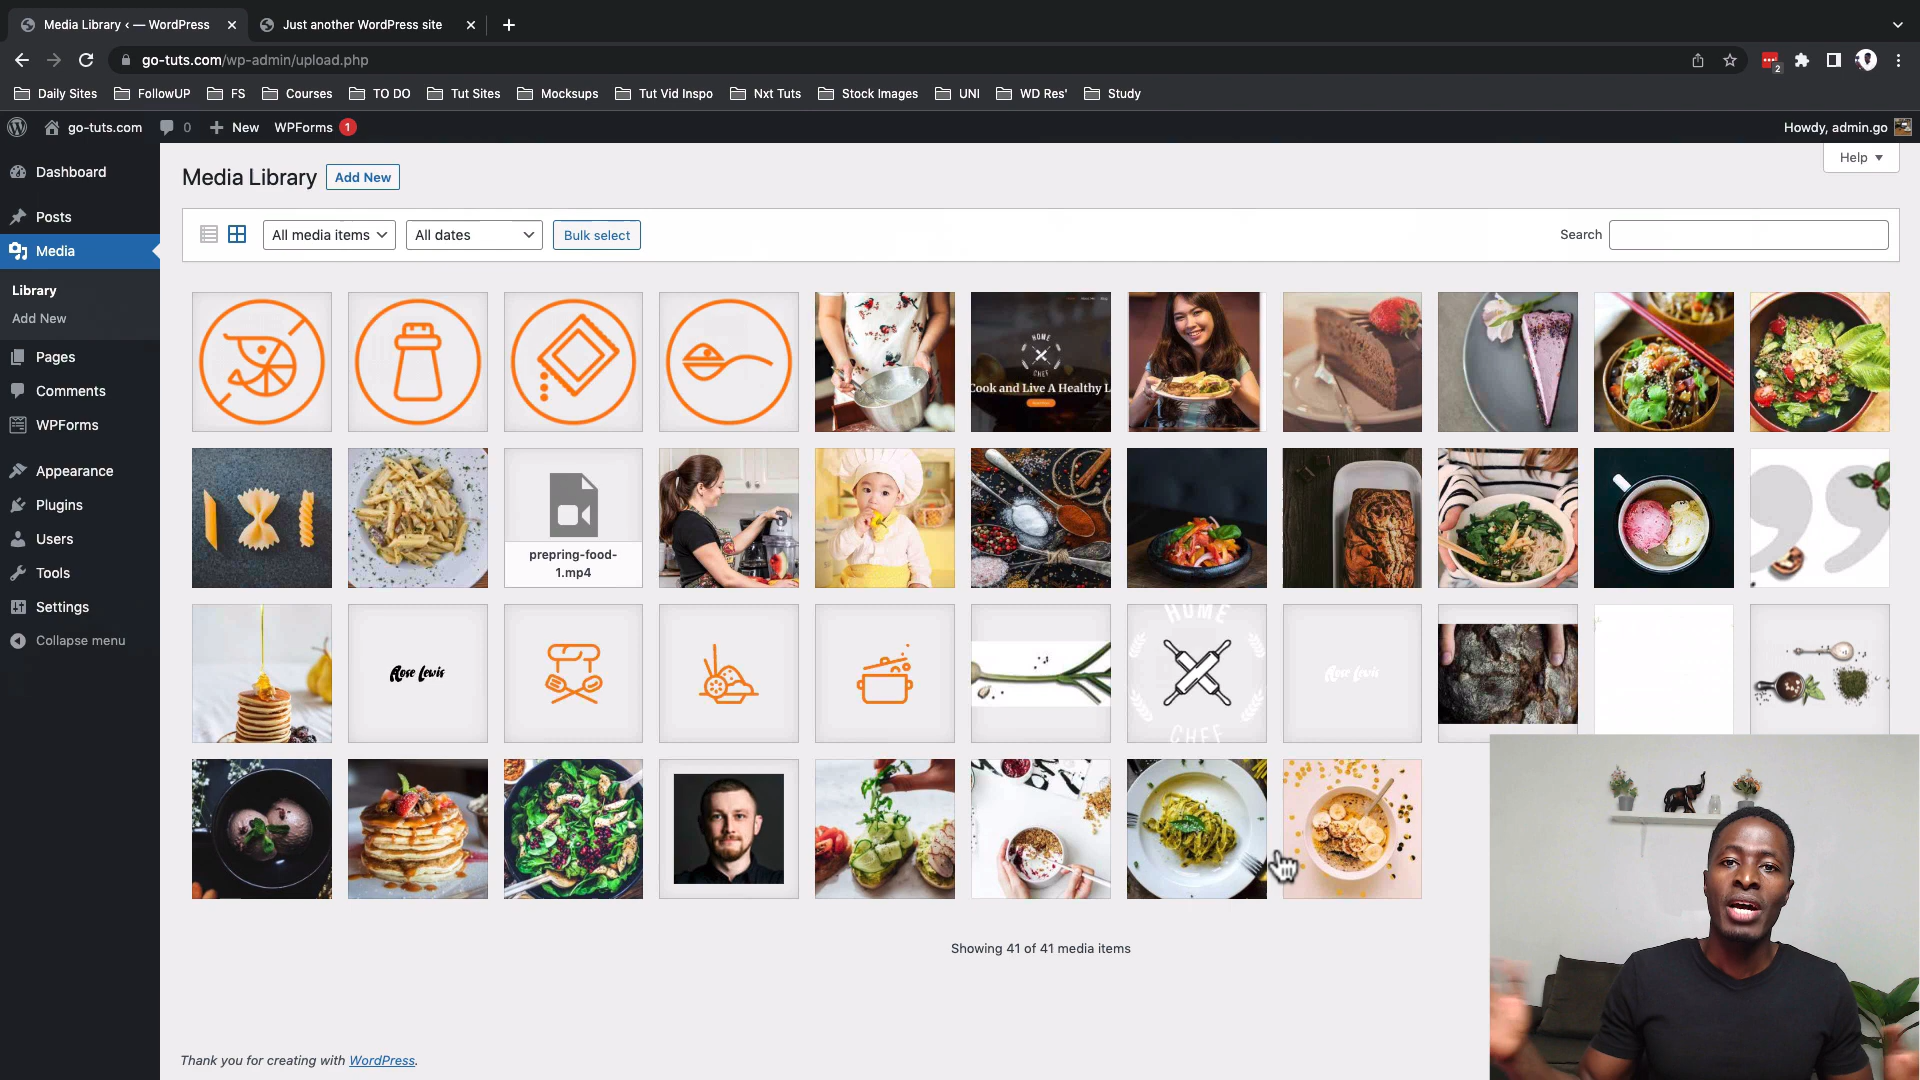 Media Library ‹ — WordPress
Just another WordPress site
go-tuts.com/wp-admin/upload.php
2
Daily Sites
FollowUP
FS
Courses
TO DO
Tut Sites
Mocksups
Tut Vid Inspo
Nxt Tuts
Stock Images
UNI
WD Res'
Study
go-tuts.com
0
New
WPForms
1
Howdy, admin.go
Dashboard
Posts
Media
Library
Add New
Pages
Comments
WPForms
Appearance
Plugins
Users
Tools
Settings
Collapse menu
Media Library
Add New
Help
All media items
All dates
Bulk select
Search
HOME
CHEF
Cook and Live A Healthy L
prepring-food-
1.mp4
Rose Lewis
HOME
CHEF
Rose Lewis
Showing 41 of 41 media items
Thank you for creating with WordPress.